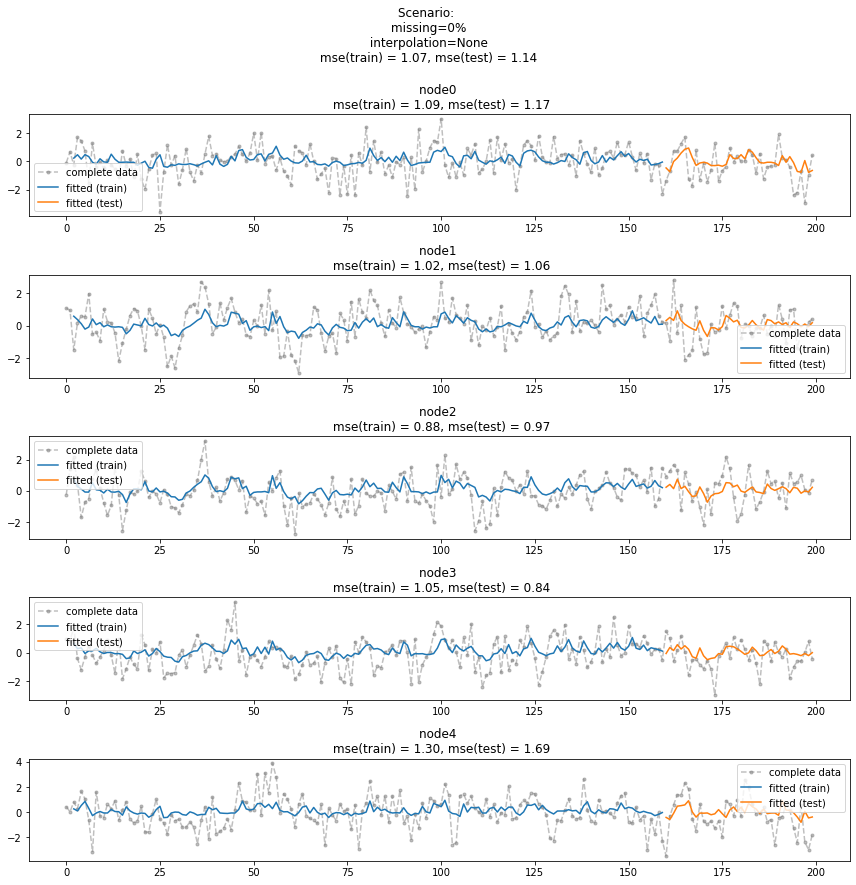 Scenario:
missing=0%
interpolation=None
mse(train) = 1.07, mse(test) = 1.14
node0
mse(train) = 1.09, mse(test) = 1.17
2
0
−2
complete data
fitted (train)
fitted (test)
0 25 50 75 100 125 150 175 200
node1
mse(train) = 1.02, mse(test) = 1.06
2
0
−2
complete data
fitted (train)
fitted (test)
0 25 50 75 100 125 150 175 200
node2
mse(train) = 0.88, mse(test) = 0.97
2
0
−2
complete data
fitted (train)
fitted (test)
0 25 50 75 100 125 150 175 200
node3
mse(train) = 1.05, mse(test) = 0.84
2
0
−2
complete data
fitted (train)
fitted (test)
0 25 50 75 100 125 150 175 200
node4
mse(train) = 1.30, mse(test) = 1.69
4
2
0
−2
complete data
fitted (train)
fitted (test)
0 25 50 75 100 125 150 175 200